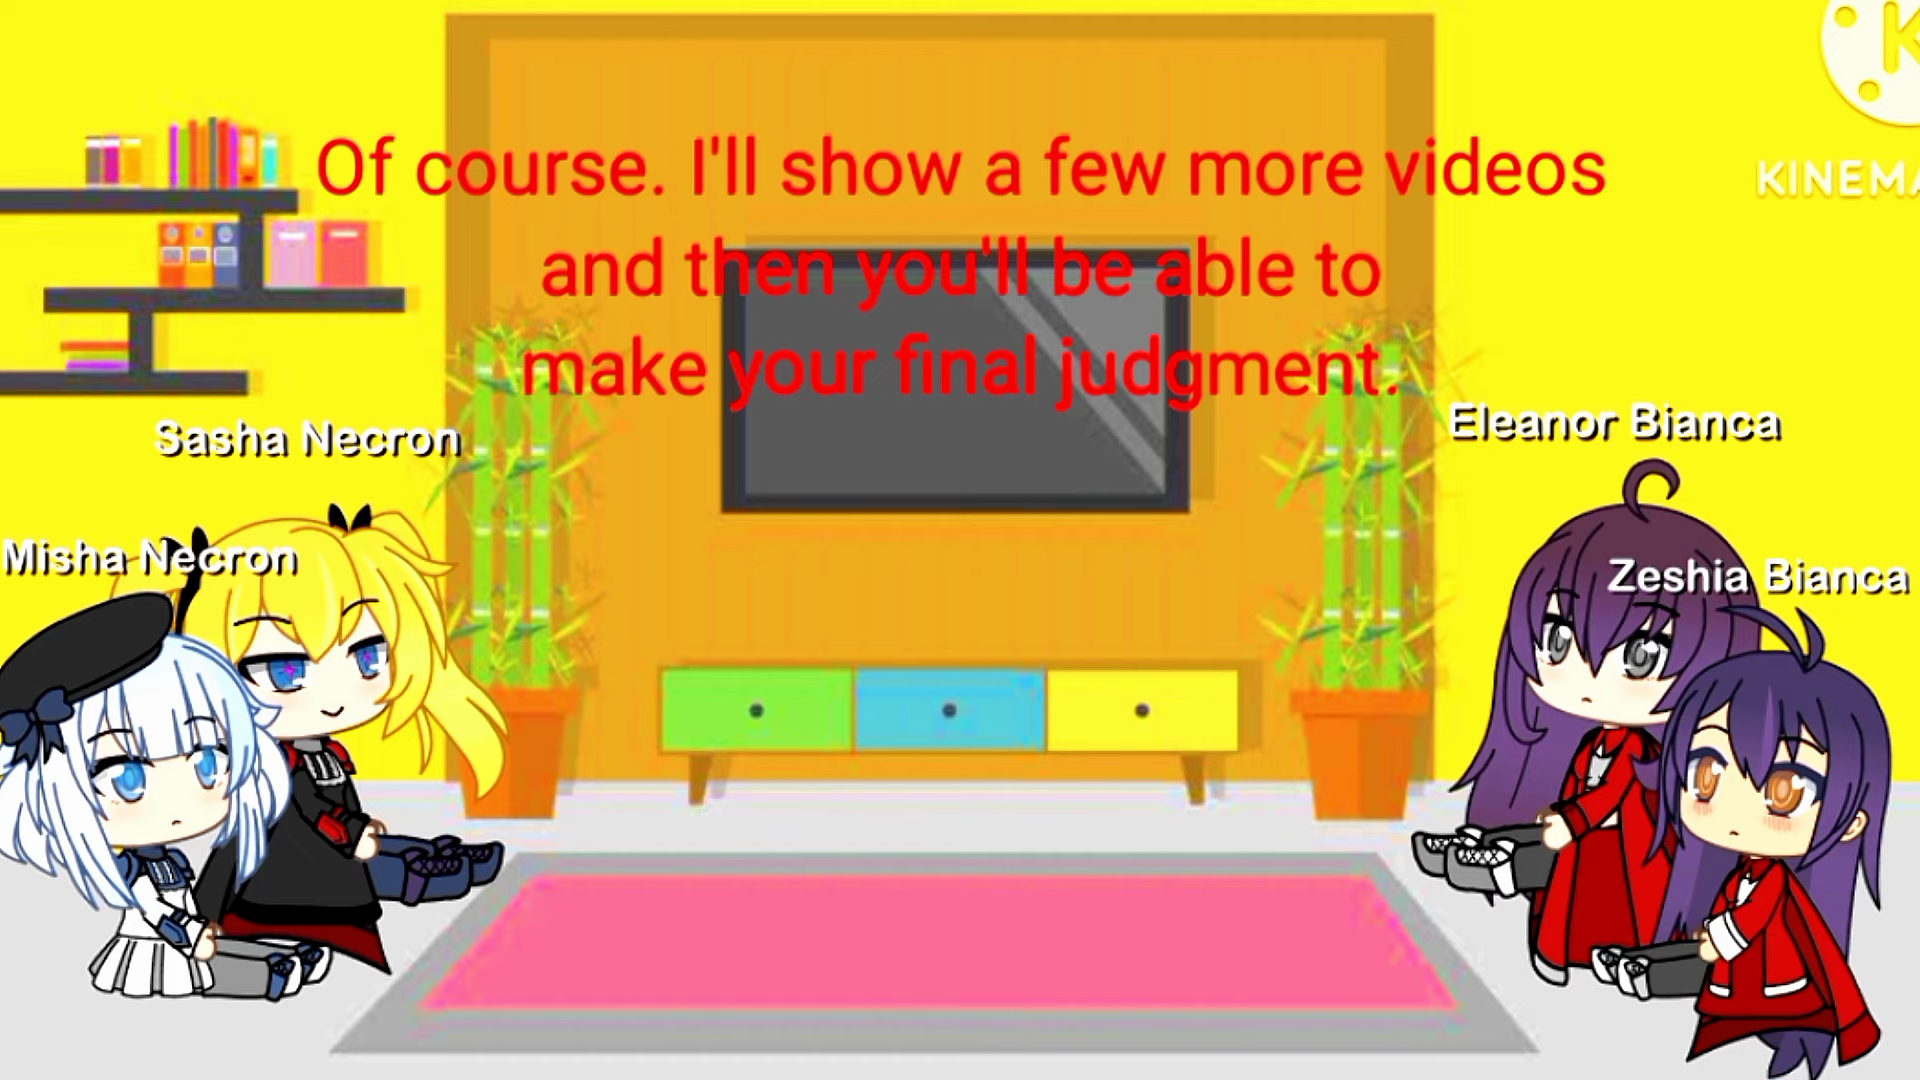 Of course. I'll show a few more videos
and then you'll be able to
make your final judgment.
KINEMA
Sasha Necron
Eleanor Bianca
Misha Necron
Zeshia Bianca